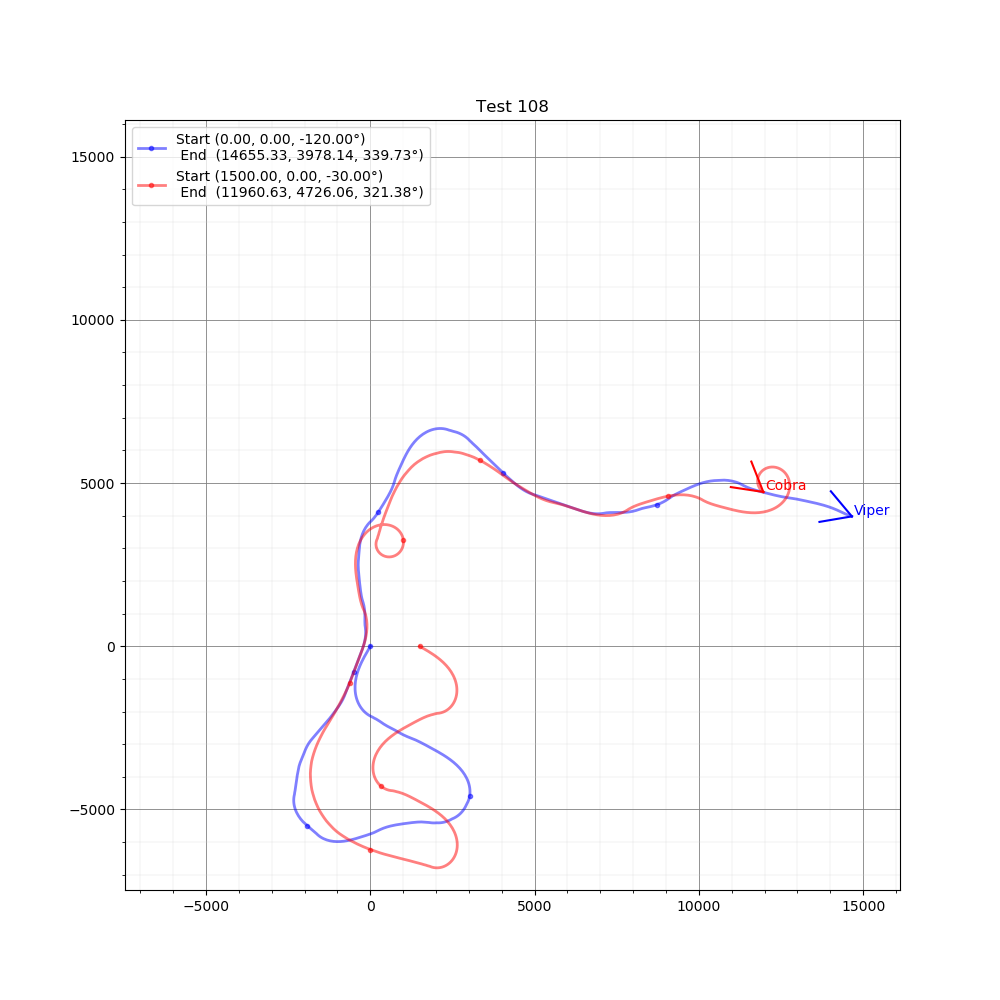 Test 108
Start (0.00, 0.00, -120.00°)
End (14655.33, 3978.14, 339.73°)
Start (1500.00, 0.00, -30.00°)
End (11960.63, 4726.06, 321.38°)
15000
10000
5000
0
−5000
Cobra
Viper
−5000
0
5000
10000
15000